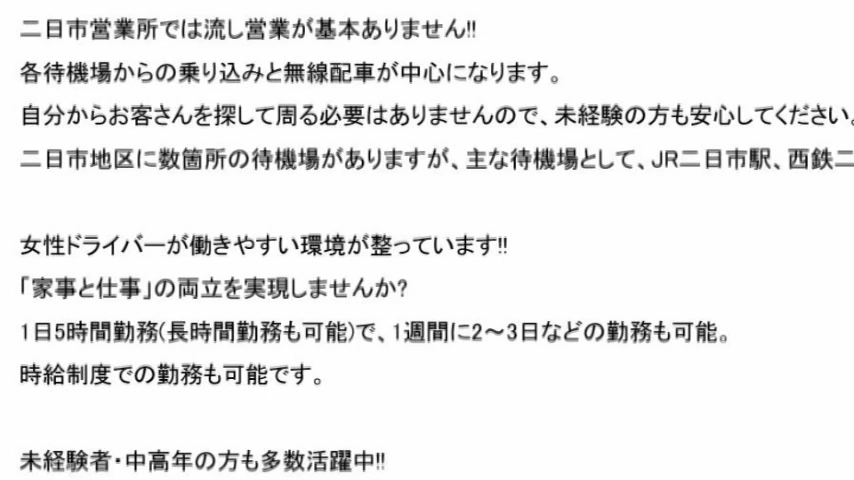 二日市営業所では流し営業が基本ありません!!
各待機場からの乗り込みと無線配車が中心になります。
自分からお客さんを探して周る必要はありませんので、未経験の方も安心してください。
二日市地区に数箇所の待機場がありますが、主な待機場として、JR二日市駅、西鉄二
女性ドライバーが働きやすい環境が整っています!!
「家事と仕事」の両立を実現しませんか?
1日5時間勤務(長時間勤務も可能)で、1週間に2～3日などの勤務も可能。
時給制度での勤務も可能です。
未経験者・中高年の方も多数活躍中!!